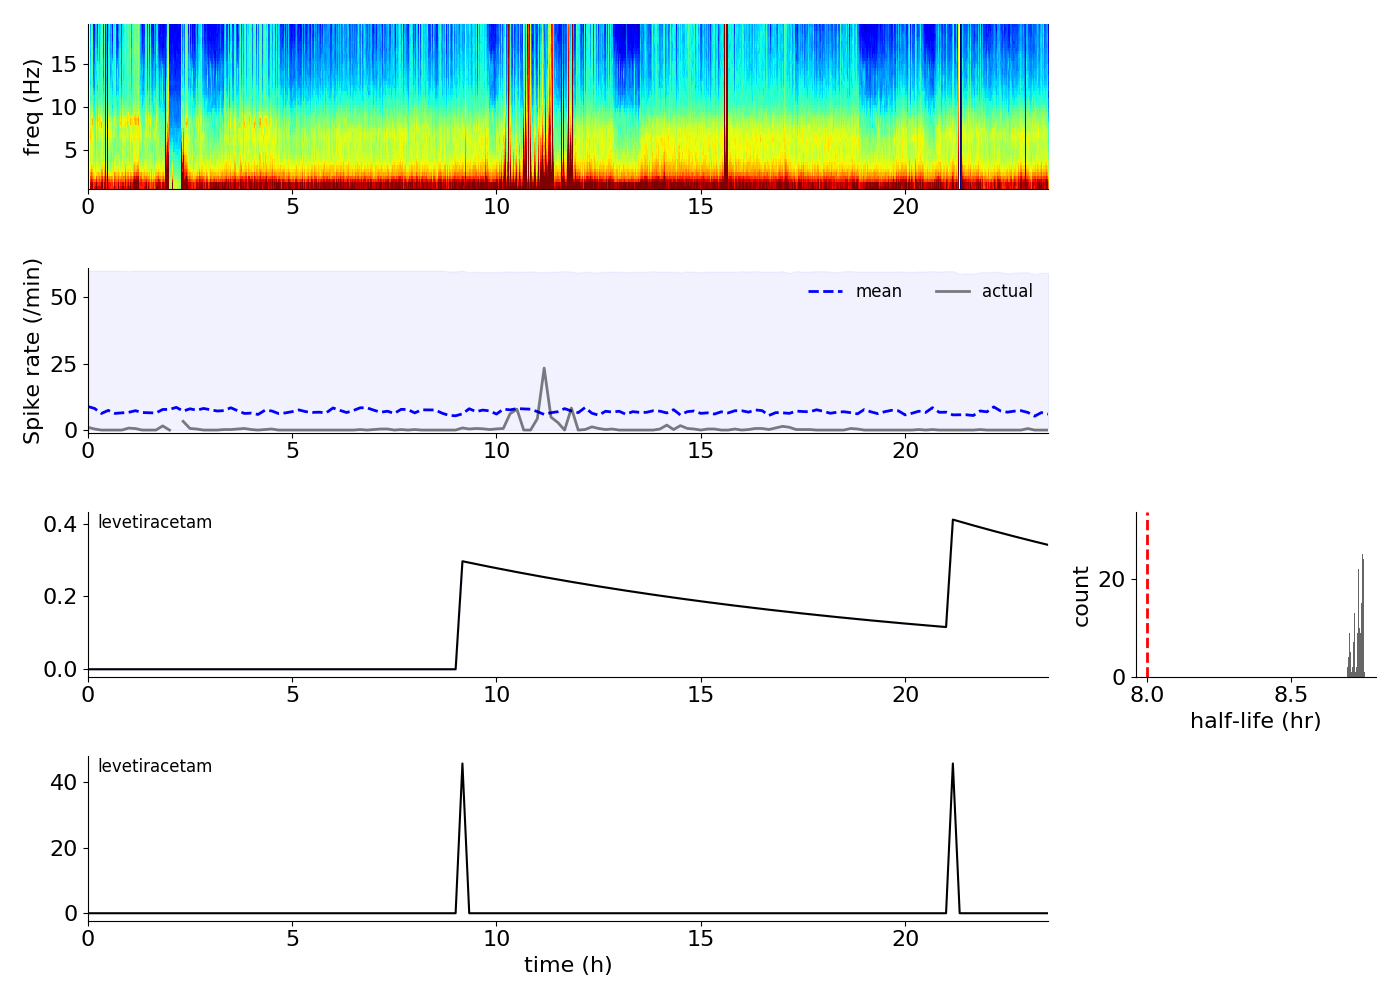 freq (Hz)
15
10
5
0 5 10 15 20
Spike rate (/min)
50
25
0
mean actual
0 5 10 15 20
levetiracetam
0.4
0.2
0.0
0 5 10 15 20
count
20
0
8.0 8.5
half-life (hr)
levetiracetam
40
20
0
0 5 10 15 20
time (h)